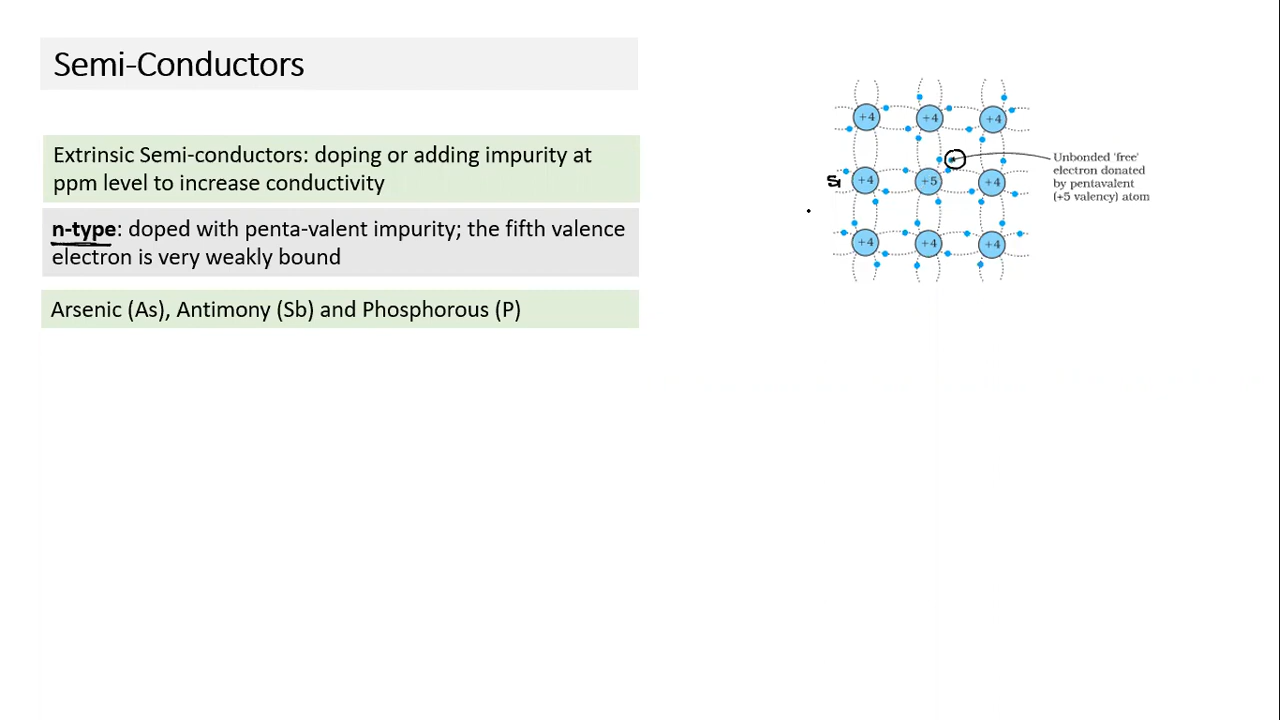 Semi-Conductors
Extrinsic Semi-conductors: doping or adding impurity at
ppm level to increase conductivity
n-type: doped with penta-valent impurity; the fifth valence
electron is very weakly bound
Arsenic (As), Antimony (Sb) and Phosphorous (P)
+4 +4 +4
Si +4 +5 +4
+4 +4 +4
Unbonded 'free'
electron donated
by pentavalent
(+5 valency) atom